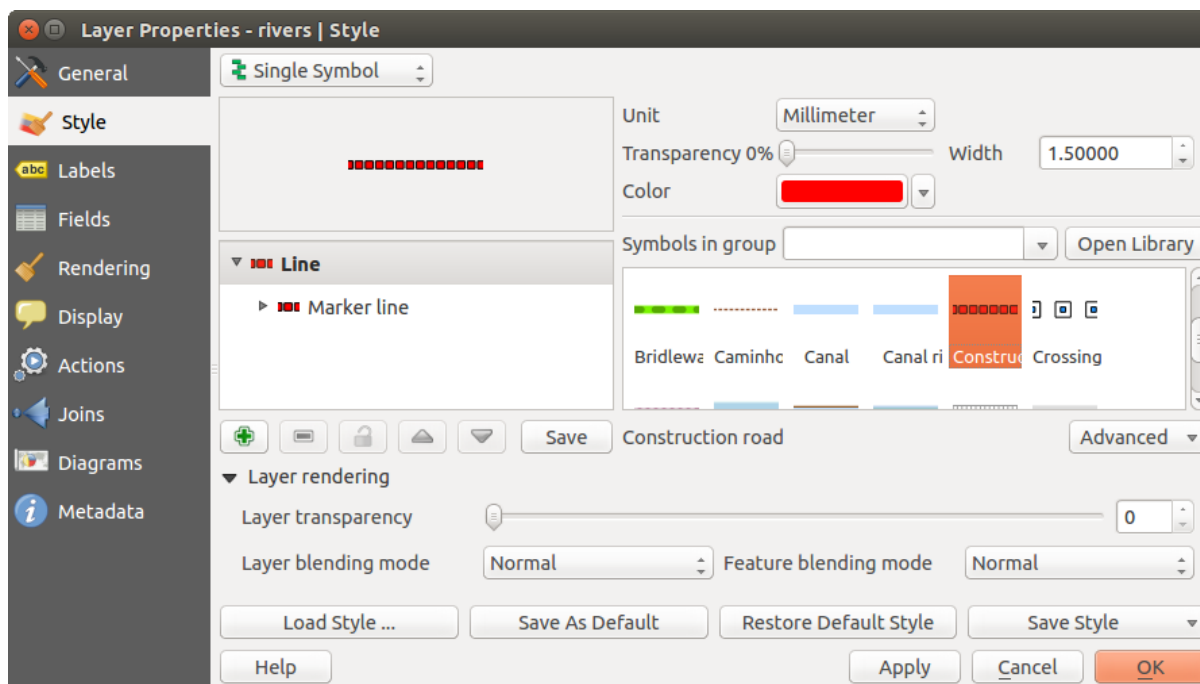 Layer Properties - rivers | Style
General
Style
abc Labels
Fields
Rendering
Display
Actions
Joins
Diagrams
i Metadata
Single Symbol
Unit Millimeter
Transparency 0% Width 1.50000
Color
Symbols in group Open Library
Line
Marker line
Bridlewa Caminho Canal Canal ri Construc Crossing
Save Construction road Advanced
Layer rendering
Layer transparency 0
Layer blending mode Normal Feature blending mode Normal
Load Style ... Save As Default Restore Default Style Save Style
Help Apply Cancel OK